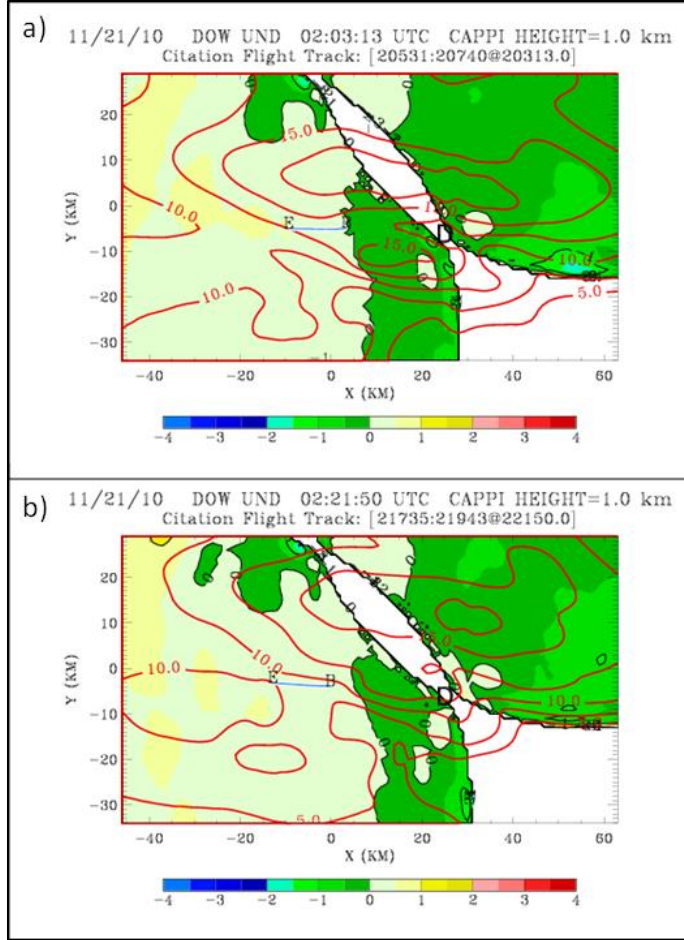 a)
11/21/10 DOW UND 02:03:13 UTC CAPPI HEIGHT=1.0 km
Citation Flight Track: [20531:20740@20313.0]
20
10
0
-10
-20
-30
Y (KM)
15.0
10.0
E
D
15.0
10.0
10.0
5.0
-40 -20 0 20 40 60
X (KM)
-4 -3 -2 -1 0 1 2 3 4
b)
11/21/10 DOW UND 02:21:50 UTC CAPPI HEIGHT=1.0 km
Citation Flight Track: [21735:21943@22150.0]
20
10
0
-10
-20
-30
Y (KM)
10.0
10.0
E B
D
10.0
5.0
-40 -20 0 20 40 60
X (KM)
-4 -3 -2 -1 0 1 2 3 4